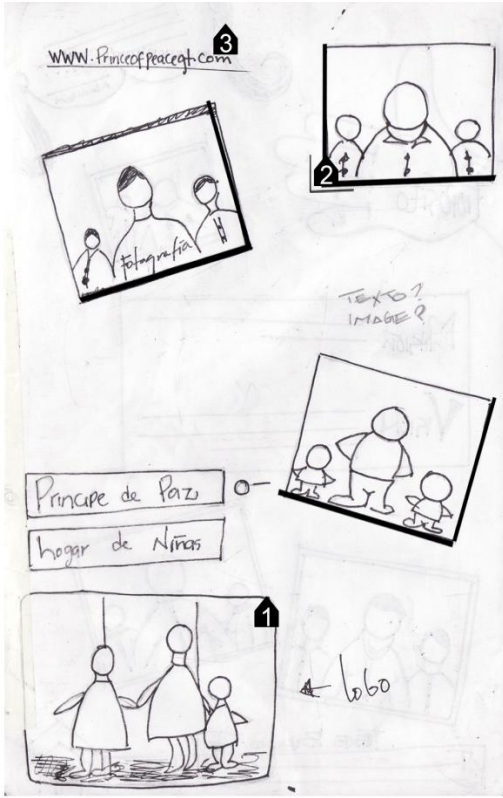 3
www.Princeofpeacegt.com
2
Fotografia
TEXTO?
IMAGE?
Principe de Paz
hogar de Niñas
1
logo